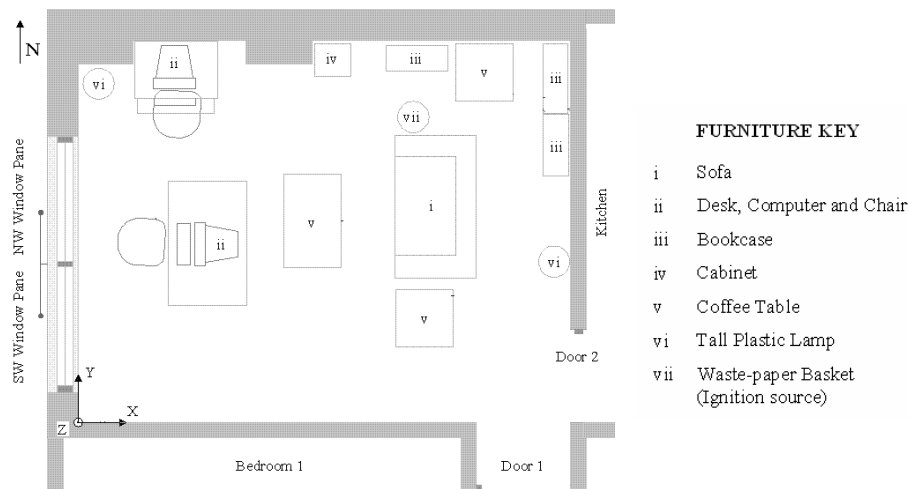 N
vi
ii
iv
iii
v
iii
vii
iii
NW Window Pane
ii
v
i
Kitchen
vi
SW Window Pane
v
Door 2
Y
X
Z
Bedroom 1
Door 1
FURNITURE KEY
i Sofa
ii Desk, Computer and Chair
iii Bookcase
iv Cabinet
v Coffee Table
vi Tall Plastic Lamp
vii Waste-paper Basket
(Ignition source)